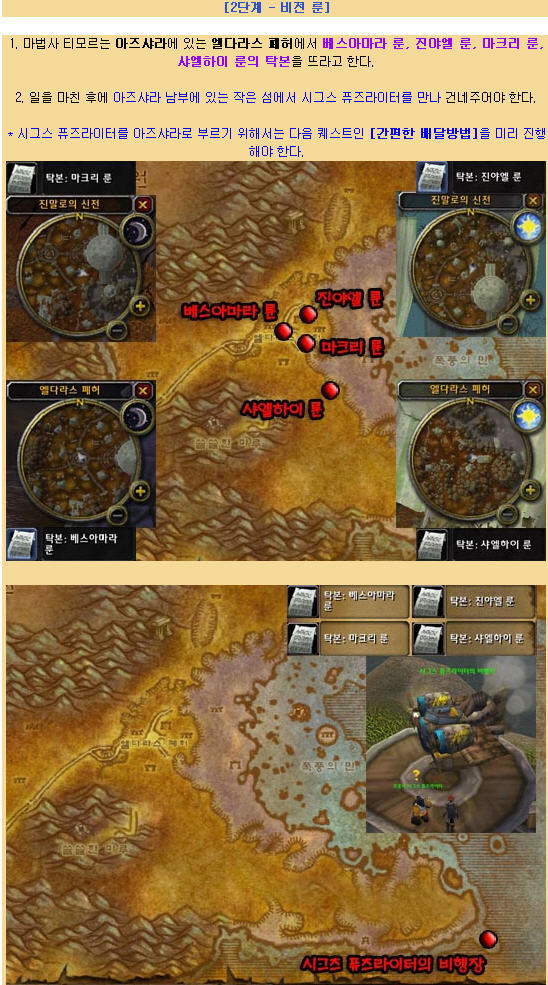 [2단계 - 비전 룬]
1. 마법사 티모르는 아즈샤라에 있는 엘다라스 폐허에서 베스아마라 룬, 진야엘 룬, 마크리 룬,
샤엘하이 룬의 탁본을 뜨라고 한다.
2. 일을 마친 후에 아즈샤라 남부에 있는 작은 섬에서 시그스 퓨즈라이터를 만나 건네주어야 한다.
* 시그스 퓨즈라이터를 아즈샤라로 부르기 위해서는 다음 퀘스트인 [간편한 배달방법]을 미리 진행
해야 한다.
탁본: 마크리 룬
탁본: 진야엘 룬
진말로의 신전
진말로의 신전
N
N
베스아마라 룬
진야엘 룬
마크리 룬
폭풍의 만
엘다라스 폐허
엘다라스 폐허
샤엘하이 룬
쓸쓸한 마루
N
N
탁본: 베스아마라
룬
탁본: 샤엘하이 룬
탁본: 베스아마라
룬
탁본: 진야엘 룬
탁본: 마크리 룬
탁본: 샤엘하이 룬
시그스 퓨즈라이터의 비행장
엘다라스 폐허
폭풍의 만
쓸쓸한 마루
시그즈 퓨즈라이터의 비행장